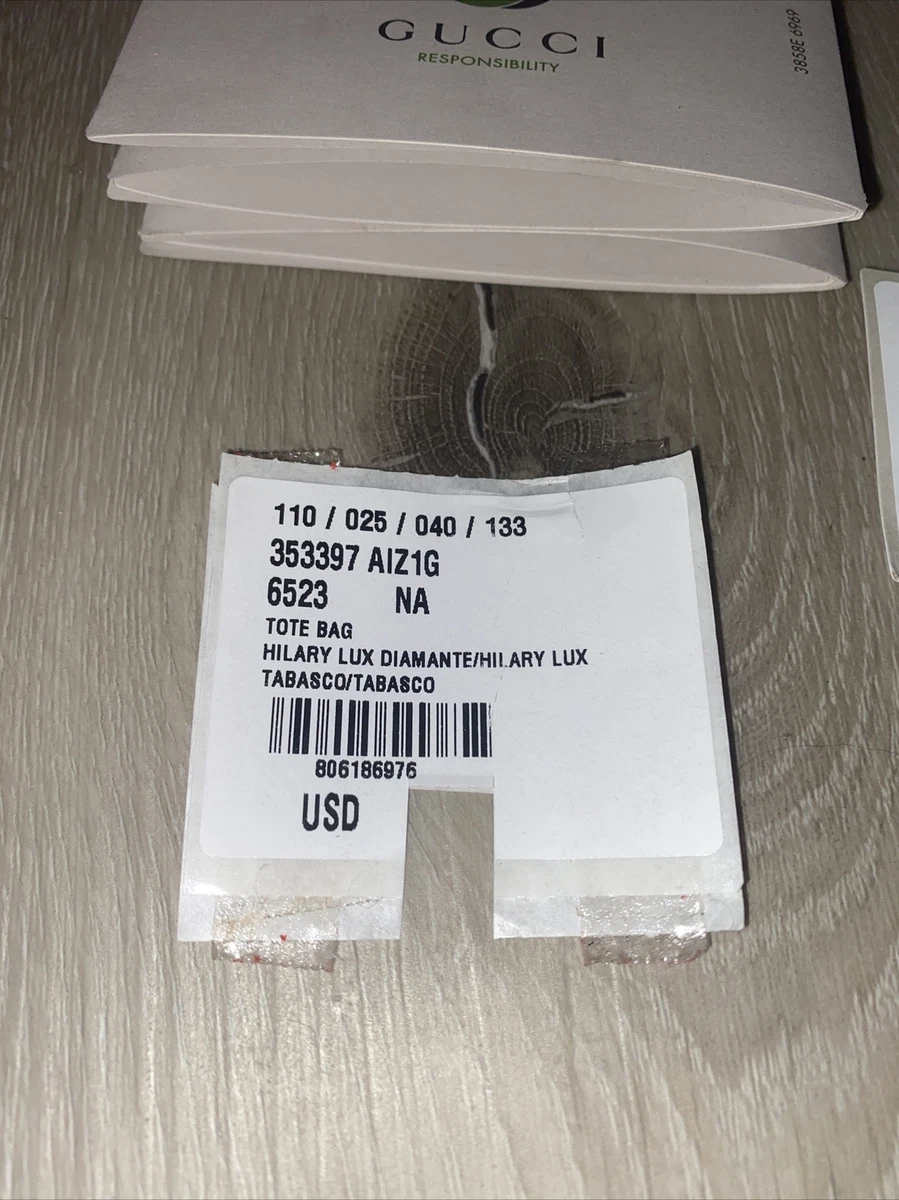 GUCCI
RESPONSIBILITY
3858E 6969
110 / 025 / 040 / 133
353397 AIZ1G
6523 NA
TOTE BAG
HILARY LUX DIAMANTE/HILARY LUX
TABASCO/TABASCO
806186976
USD